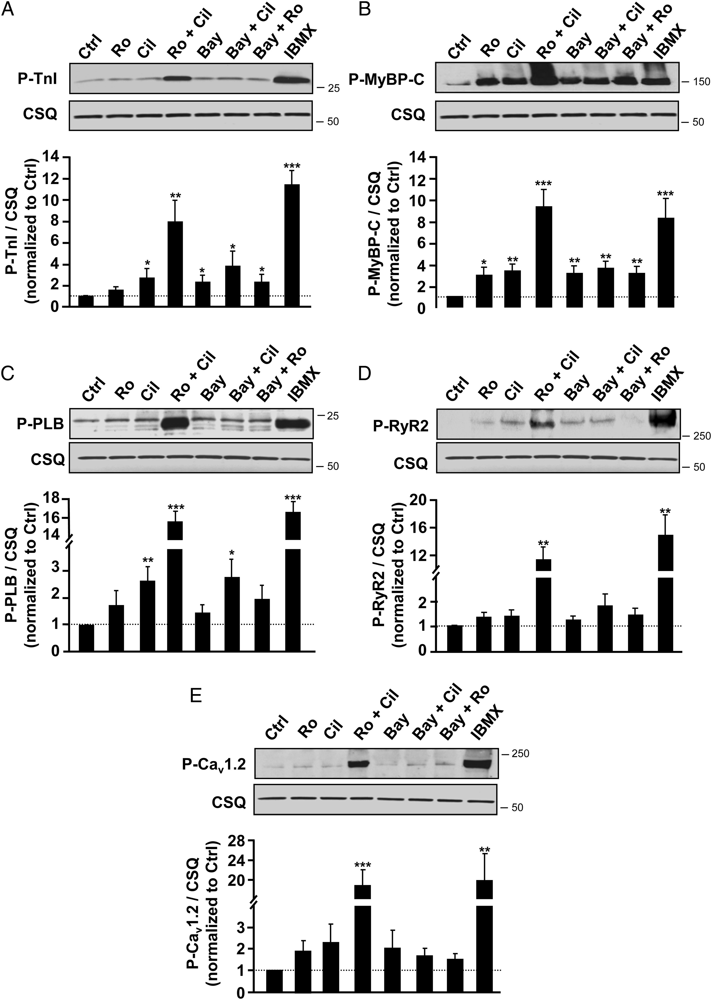 A
Ctrl
Ro
Cil
Ro + Cil
Bay
Bay + Cil
Bay + Ro
IBMX
P-TnI
25
CSQ
50
P-TnI / CSQ
(normalized to Ctrl)
14
12
10
8
6
4
2
0
*
**
*
*
*
***
B
Ctrl
Ro
Cil
Ro + Cil
Bay
Bay + Cil
Bay + Ro
IBMX
P-MyBP-C
150
CSQ
50
P-MyBP-C / CSQ
(normalized to Ctrl)
14
12
10
8
6
4
2
0
*
**
***
**
**
**
***
C
Ctrl
Ro
Cil
Ro + Cil
Bay
Bay + Cil
Bay + Ro
IBMX
P-PLB
25
CSQ
50
P-PLB / CSQ
(normalized to Ctrl)
18
16
14
3
2
1
0
**
***
*
***
D
Ctrl
Ro
Cil
Ro + Cil
Bay
Bay + Cil
Bay + Ro
IBMX
P-RyR2
250
CSQ
50
P-RyR2 / CSQ
(normalized to Ctrl)
20
16
12
2
1
0
**
**
E
Ctrl
Ro
Cil
Ro + Cil
Bay
Bay + Cil
Bay + Ro
IBMX
P-Cav1.2
250
CSQ
50
P-Cav1.2 / CSQ
(normalized to Ctrl)
28
24
20
3
2
1
0
***
**